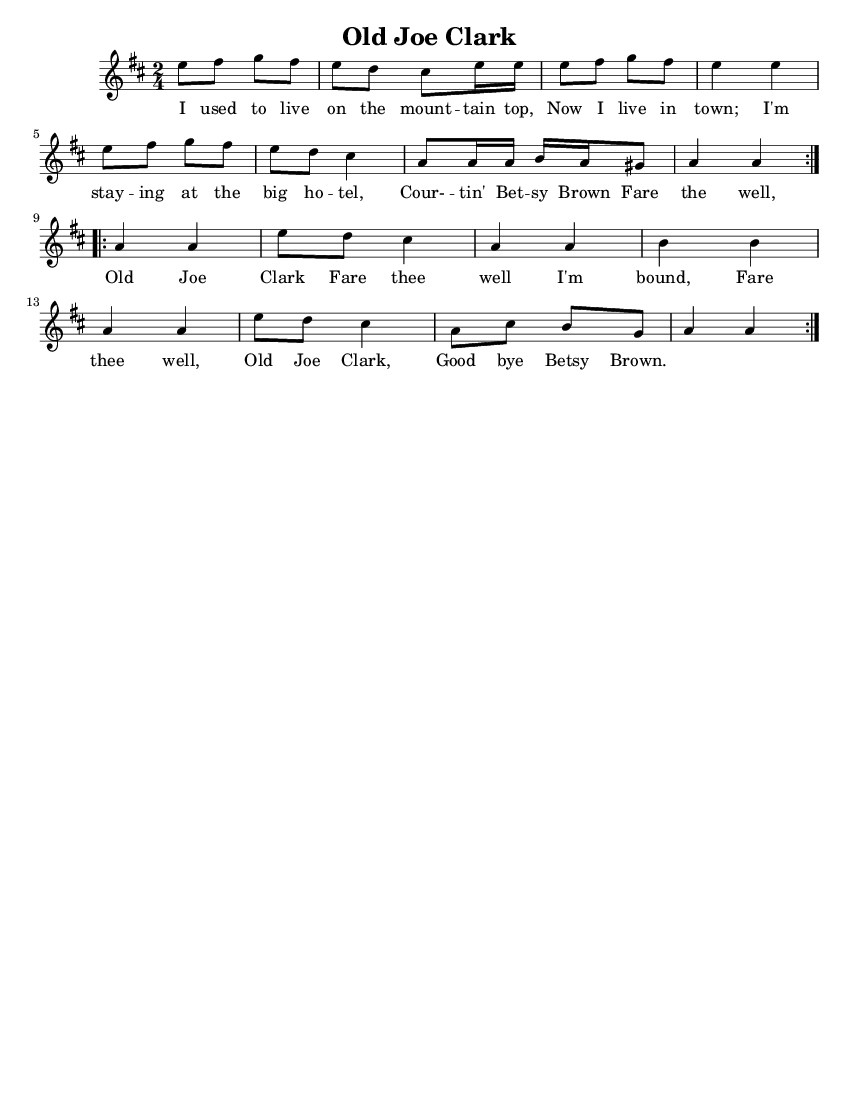 Old Joe Clark
2
4
I used to live on the mount -- tain top, Now I live in town; I'm
5
stay -- ing at the big ho -- tel, Cour- -- tin' Bet -- sy Brown Fare the well,
9
Old Joe Clark Fare thee well I'm bound, Fare
13
thee well, Old Joe Clark, Good bye Betsy Brown.